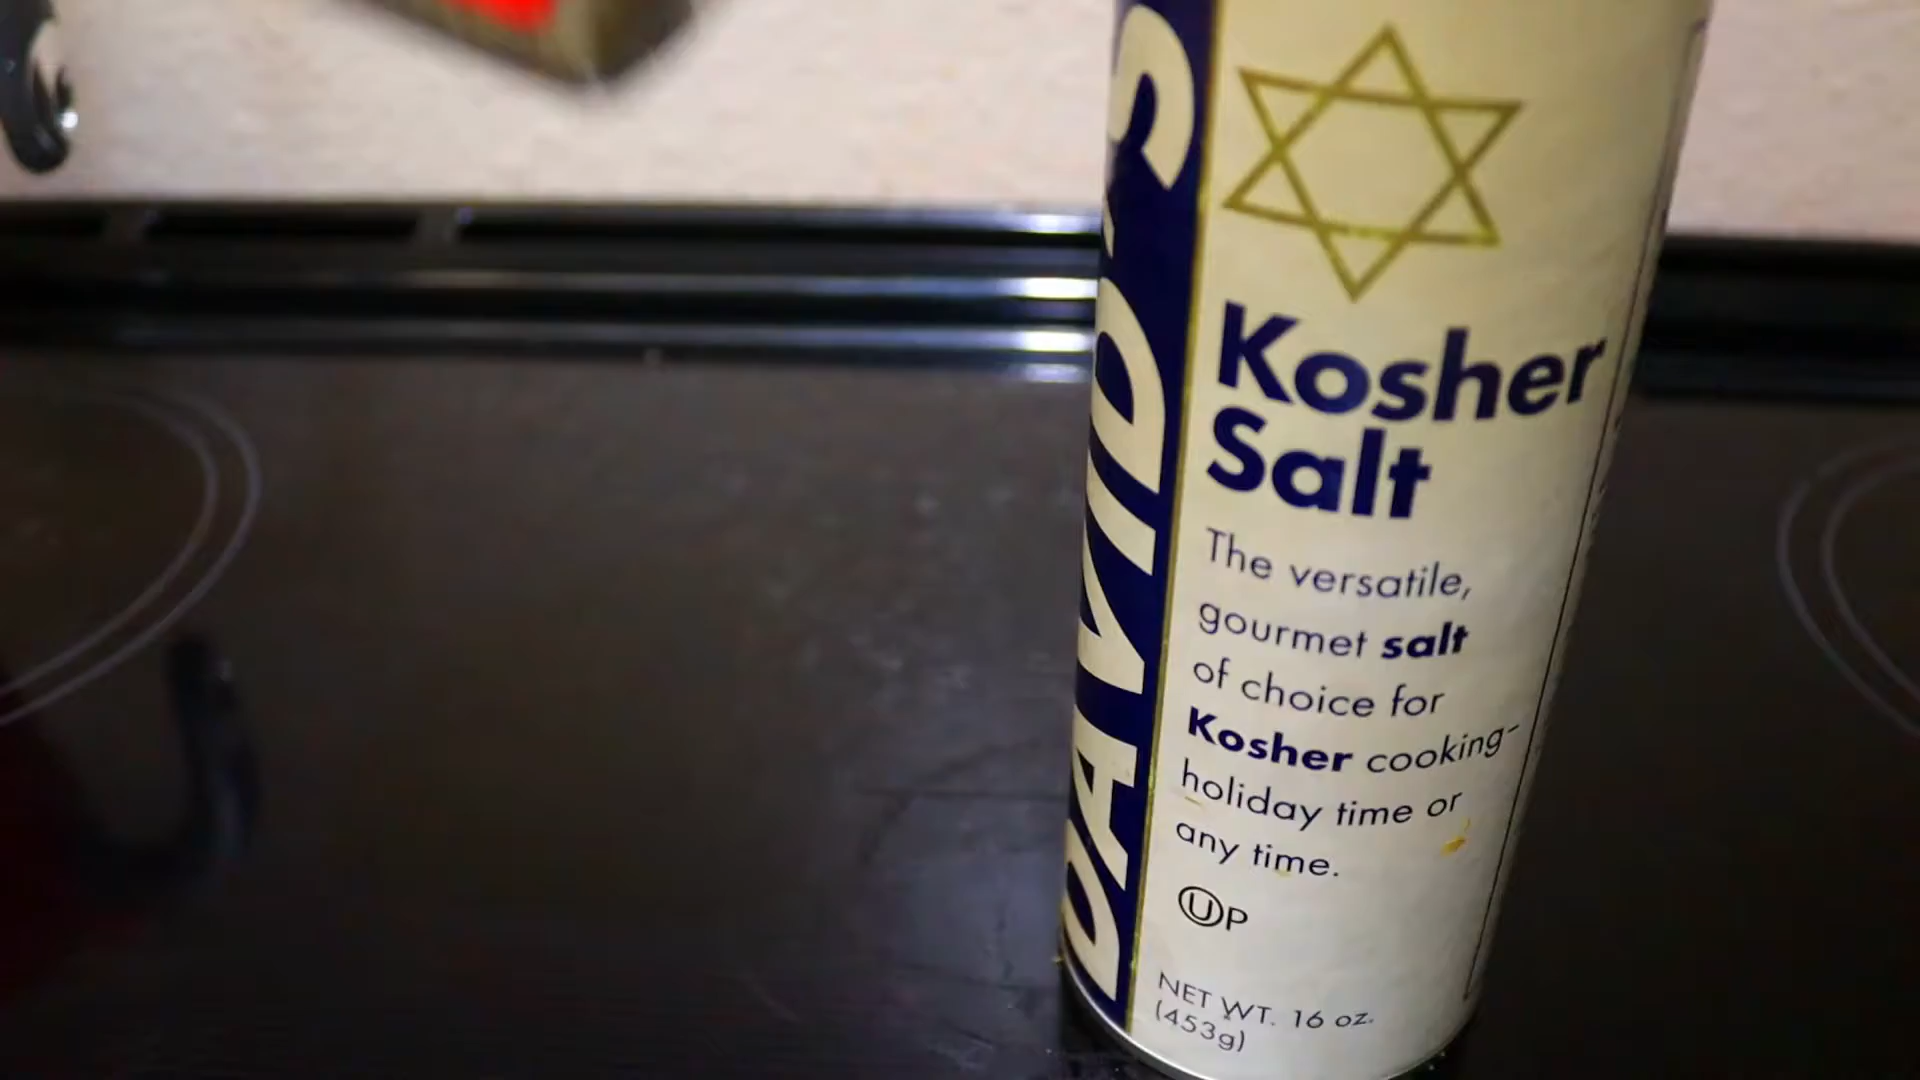 DAVID'S
Kosher
Salt
The versatile,
gourmet salt
of choice for
Kosher cooking-
holiday time or
any time.
UP
NET WT. 16 oz.
(453g)